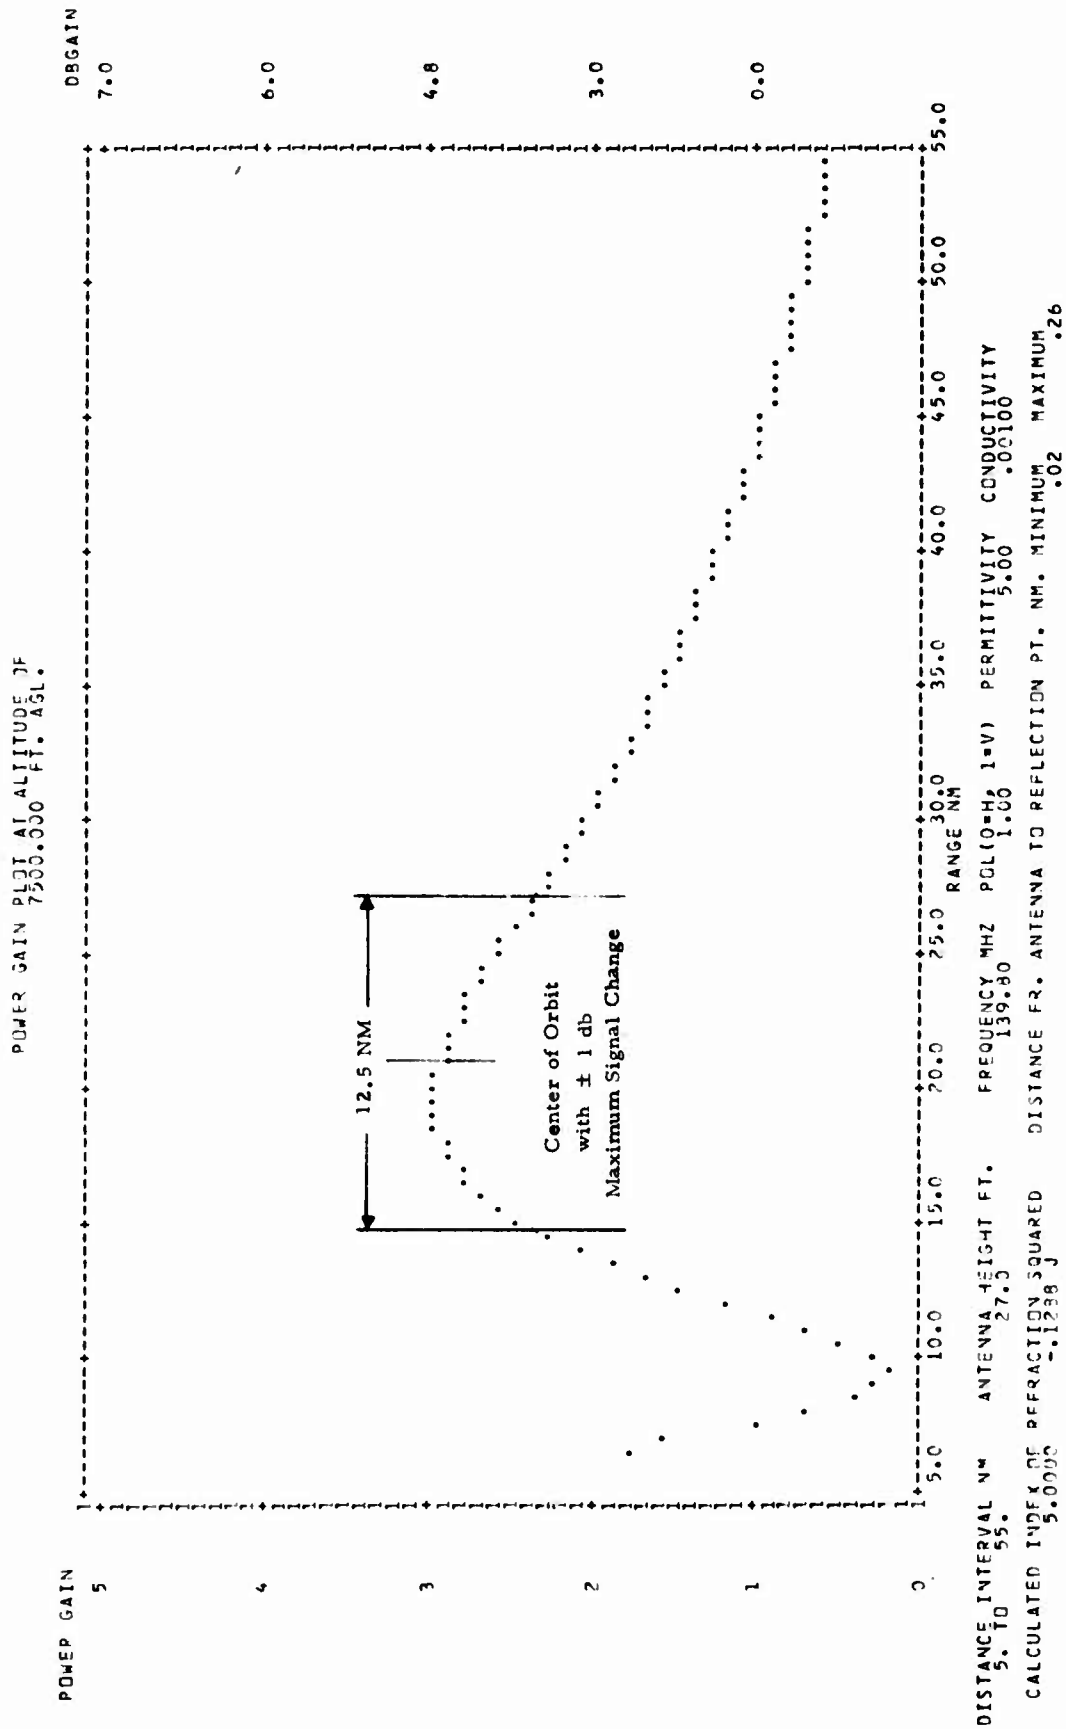 POWER GAIN PLOT AT ALTITUDE OF
7500.000 FT. AGL.
POWER GAIN
DBGAIN
5
7.0
4
6.0
3
4.8
2
3.0
1
0.0
0
12.5 NM
Center of Orbit
with ± 1 db
Maximum Signal Change
5.0 10.0 15.0 20.0 25.0 30.0 35.0 40.0 45.0 50.0 55.0
RANGE NM
DISTANCE INTERVAL NM ANTENNA HEIGHT FT. FREQUENCY MHZ POL(0=H, 1=V) PERMITTIVITY CONDUCTIVITY
5. TO 55. 27.0 139.80 1.00 5.00 .00100
CALCULATED INDEX OF REFRACTION SQUARED DISTANCE FR. ANTENNA TO REFLECTION PT. NM. MINIMUM MAXIMUM
5.0000 -.1288 J .02 .26